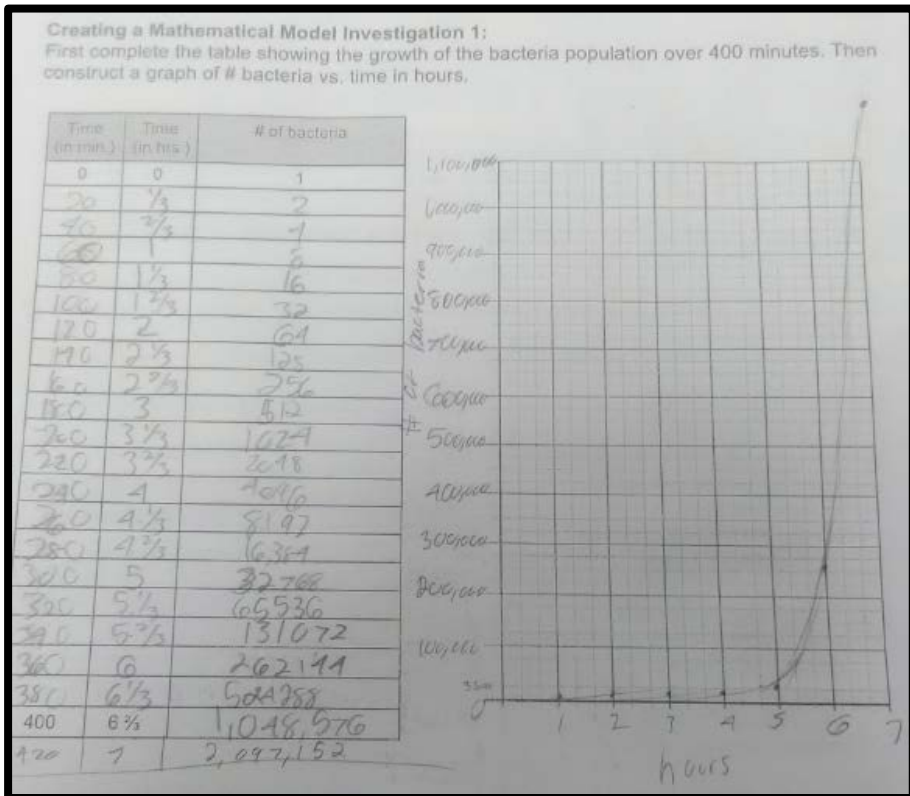 Creating a Mathematical Model Investigation 1:
First complete the table showing the growth of the bacteria population over 400 minutes. Then
construct a graph of # bacteria vs. time in hours.
Time (in min.) Time (in hrs.) # of bacteria
0 0 1
20 1/3 2
40 2/3 4
60 1 8
80 1 1/3 16
100 1 2/3 32
120 2 64
140 2 1/3 128
160 2 2/3 256
180 3 512
200 3 1/3 1024
220 3 2/3 2048
240 4 4096
260 4 1/3 8197
280 4 2/3 16,384
300 5 32768
320 5 1/3 65536
340 5 2/3 131072
360 6 262144
380 6 1/3 524288
400 6 ⅔ 1,048,576
420 7 2,097,152
# of bacteria
1,100,000
1,000,000
900,000
800,000
700,000
600,000
500,000
400,000
300,000
200,000
100,000
0
1 2 3 4 5 6 7
hours